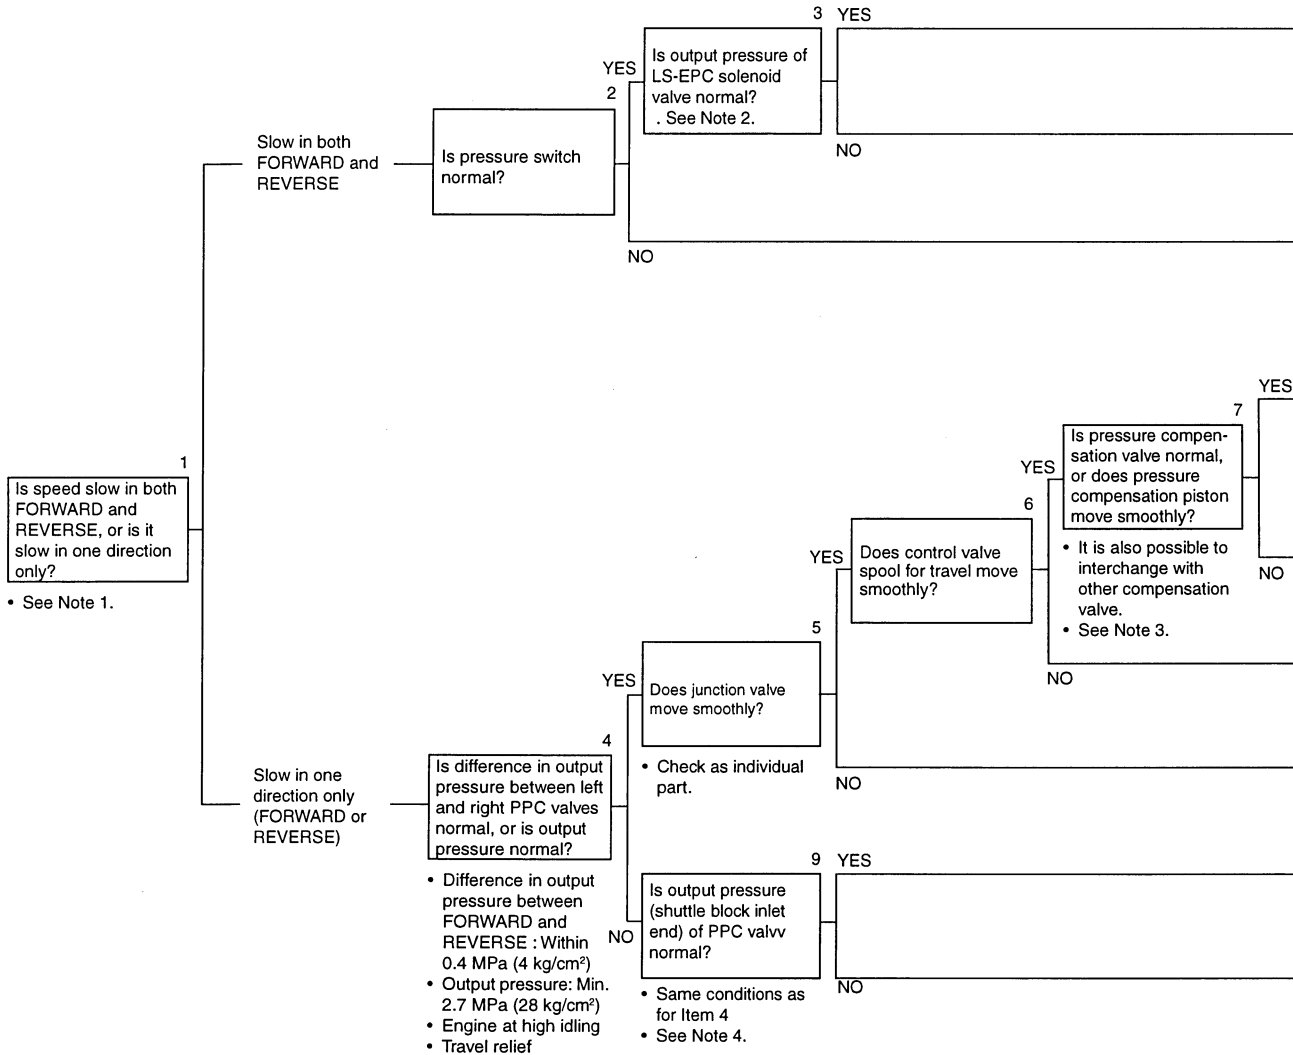 1
Is speed slow in both
FORWARD and
REVERSE, or is it
slow in one direction
only?
• See Note 1.
Slow in both
FORWARD and
REVERSE
2
Is pressure switch
normal?
YES
NO
3
Is output pressure of
LS-EPC solenoid
valve normal?
. See Note 2.
YES
NO
Slow in one
direction only
(FORWARD or
REVERSE)
4
Is difference in output
pressure between left
and right PPC valves
normal, or is output
pressure normal?
• Difference in output
pressure between
FORWARD and
REVERSE : Within
0.4 MPa (4 kg/cm²)
• Output pressure: Min.
2.7 MPa (28 kg/cm²)
• Engine at high idling
• Travel relief
YES
NO
5
Does junction valve
move smoothly?
• Check as individual
part.
YES
NO
6
Does control valve
spool for travel move
smoothly?
YES
NO
7
Is pressure compen-
sation valve normal,
or does pressure
compensation piston
move smoothly?
• It is also possible to
interchange with
other compensation
valve.
• See Note 3.
YES
NO
9
Is output pressure
(shuttle block inlet
end) of PPC valvv
normal?
• Same conditions as
for Item 4
• See Note 4.
YES
NO